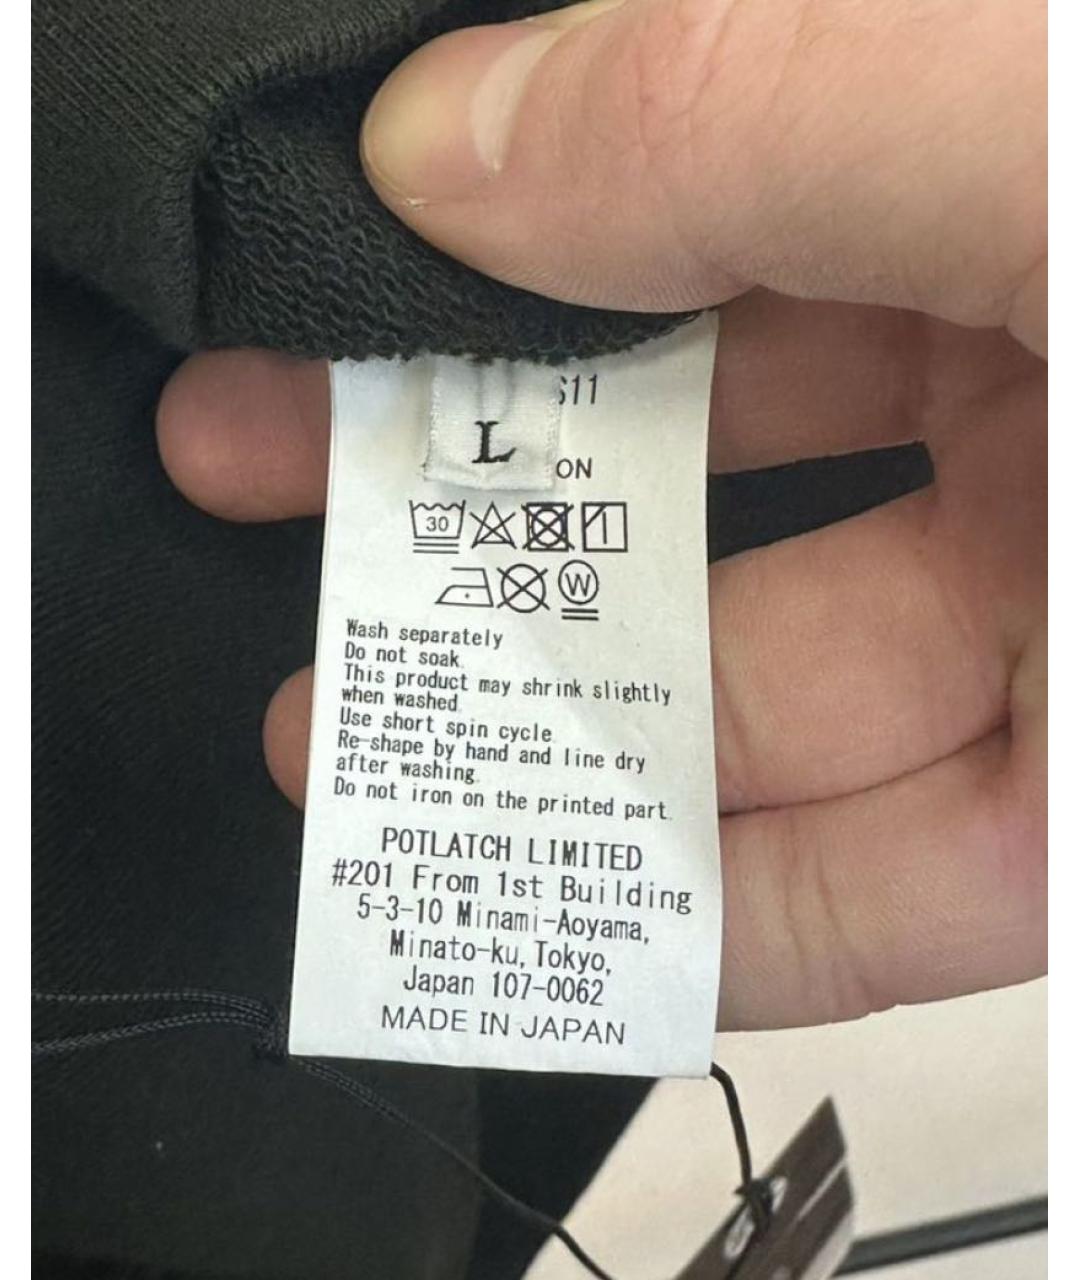 L
30
W
Wash separately
Do not soak.
This product may shrink slightly
when washed.
Use short spin cycle.
Re-shape by hand and line dry
after washing.
Do not iron on the printed part.
POTLATCH LIMITED
#201 From 1st Building
5-3-10 Minami-Aoyama,
Minato-ku, Tokyo,
Japan 107-0062
MADE IN JAPAN